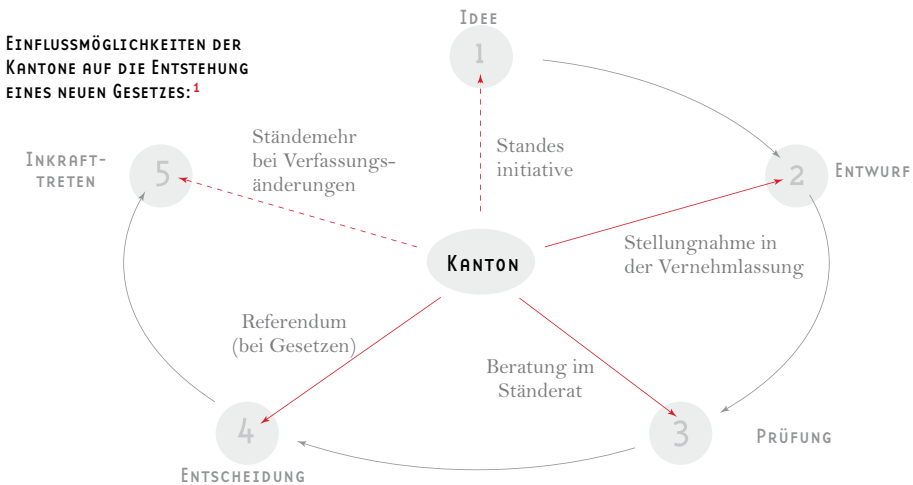 EINFLUSSMÖGLICHKEITEN DER
KANTONE AUF DIE ENTSTEHUNG
EINES NEUEN GESETZES:1
IDEE
1
Standes
initiative
2
ENTWURF
Stellungnahme in
der Vernehmlassung
KANTON
Beratung im
Ständerat
3
PRÜFUNG
Referendum
(bei Gesetzen)
4
ENTSCHEIDUNG
Ständemehr
bei Verfassungs-
änderungen
5
INKRAFT-
TRETEN